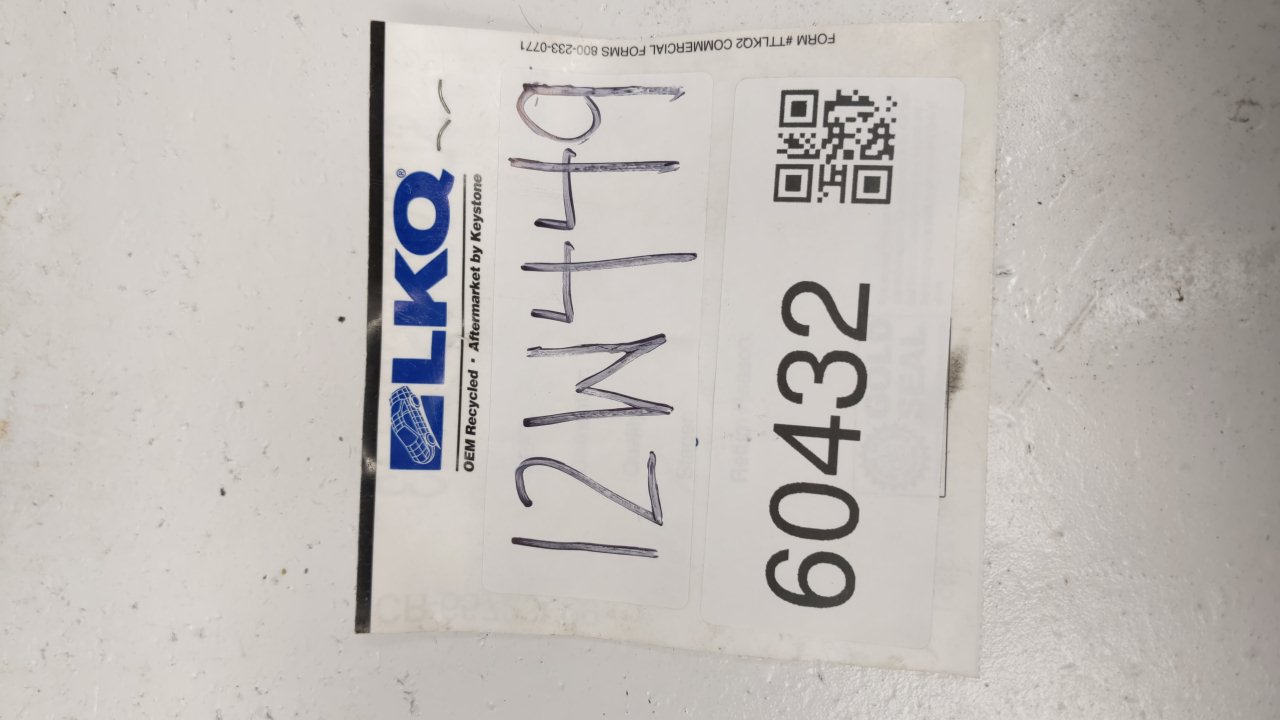 LKQ®
OEM Recycled · Aftermarket by Keystone
12W449
60432
FORM #TTLKQ2 COMMERCIAL FORMS 800-233-0771